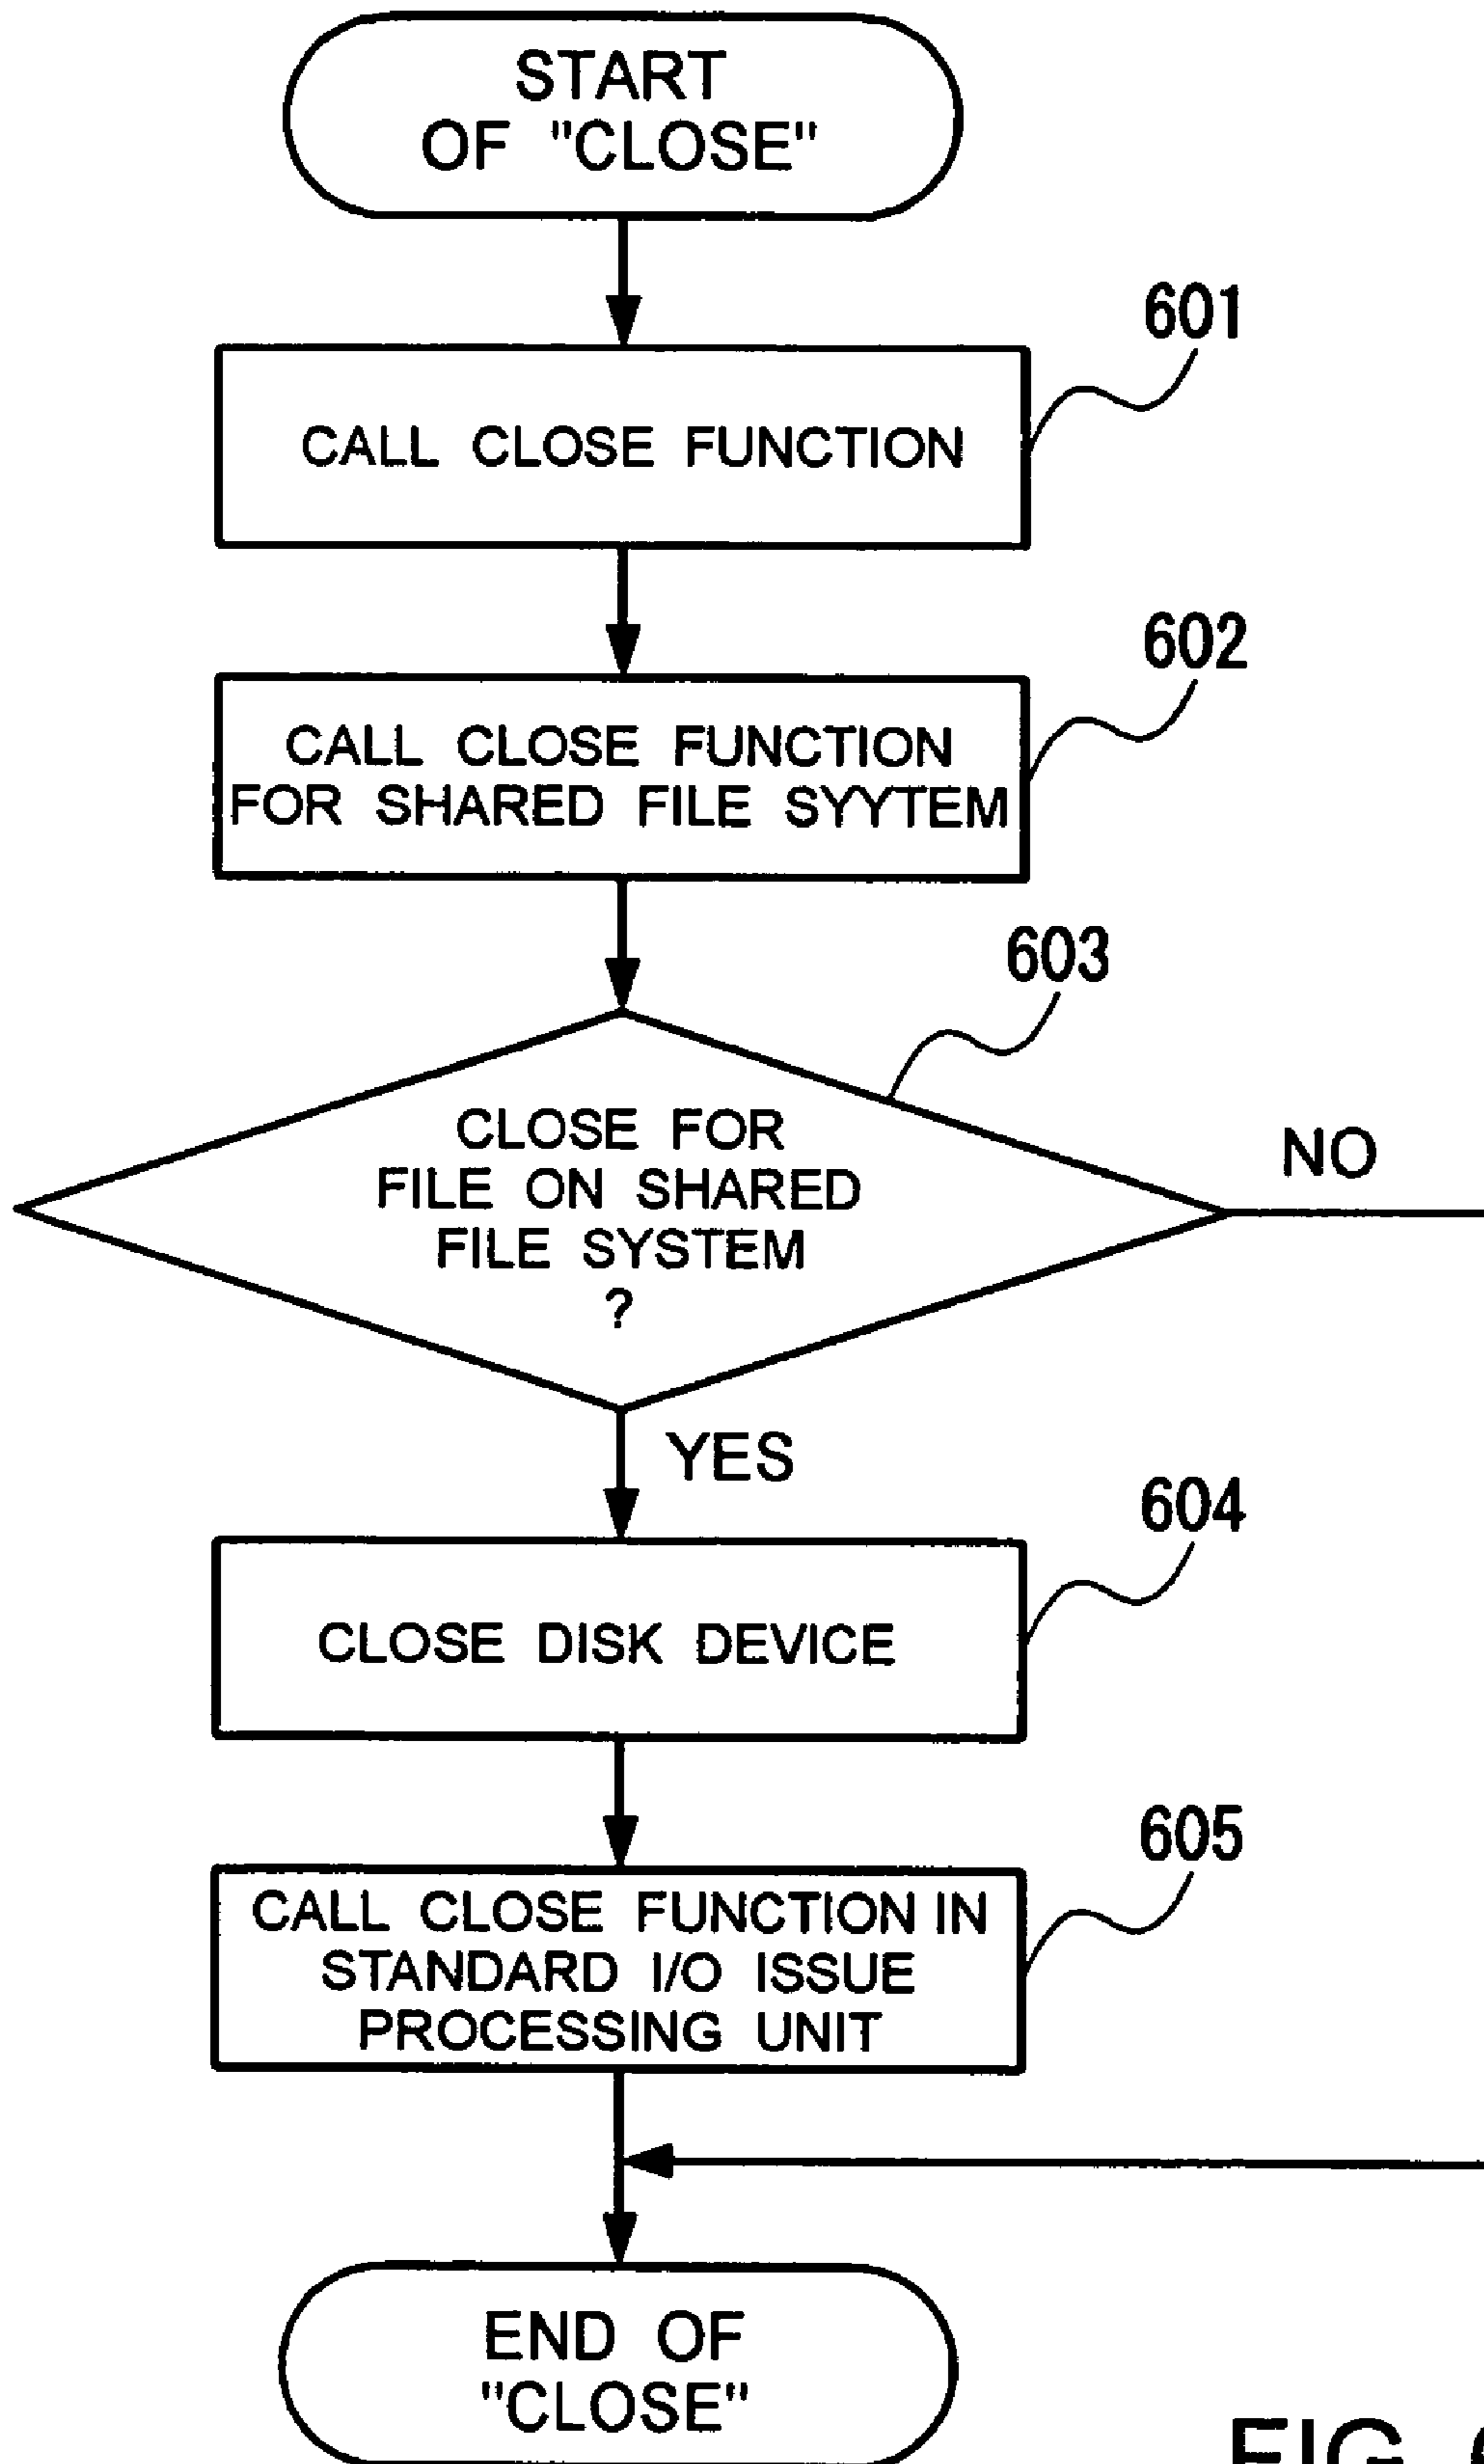 START
OF "CLOSE"
601
CALL CLOSE FUNCTION
602
CALL CLOSE FUNCTION
FOR SHARED FILE SYYTEM
603
CLOSE FOR
FILE ON SHARED
FILE SYSTEM
?
NO
YES
604
CLOSE DISK DEVICE
605
CALL CLOSE FUNCTION IN
STANDARD I/O ISSUE
PROCESSING UNIT
END OF
"CLOSE"
FIG